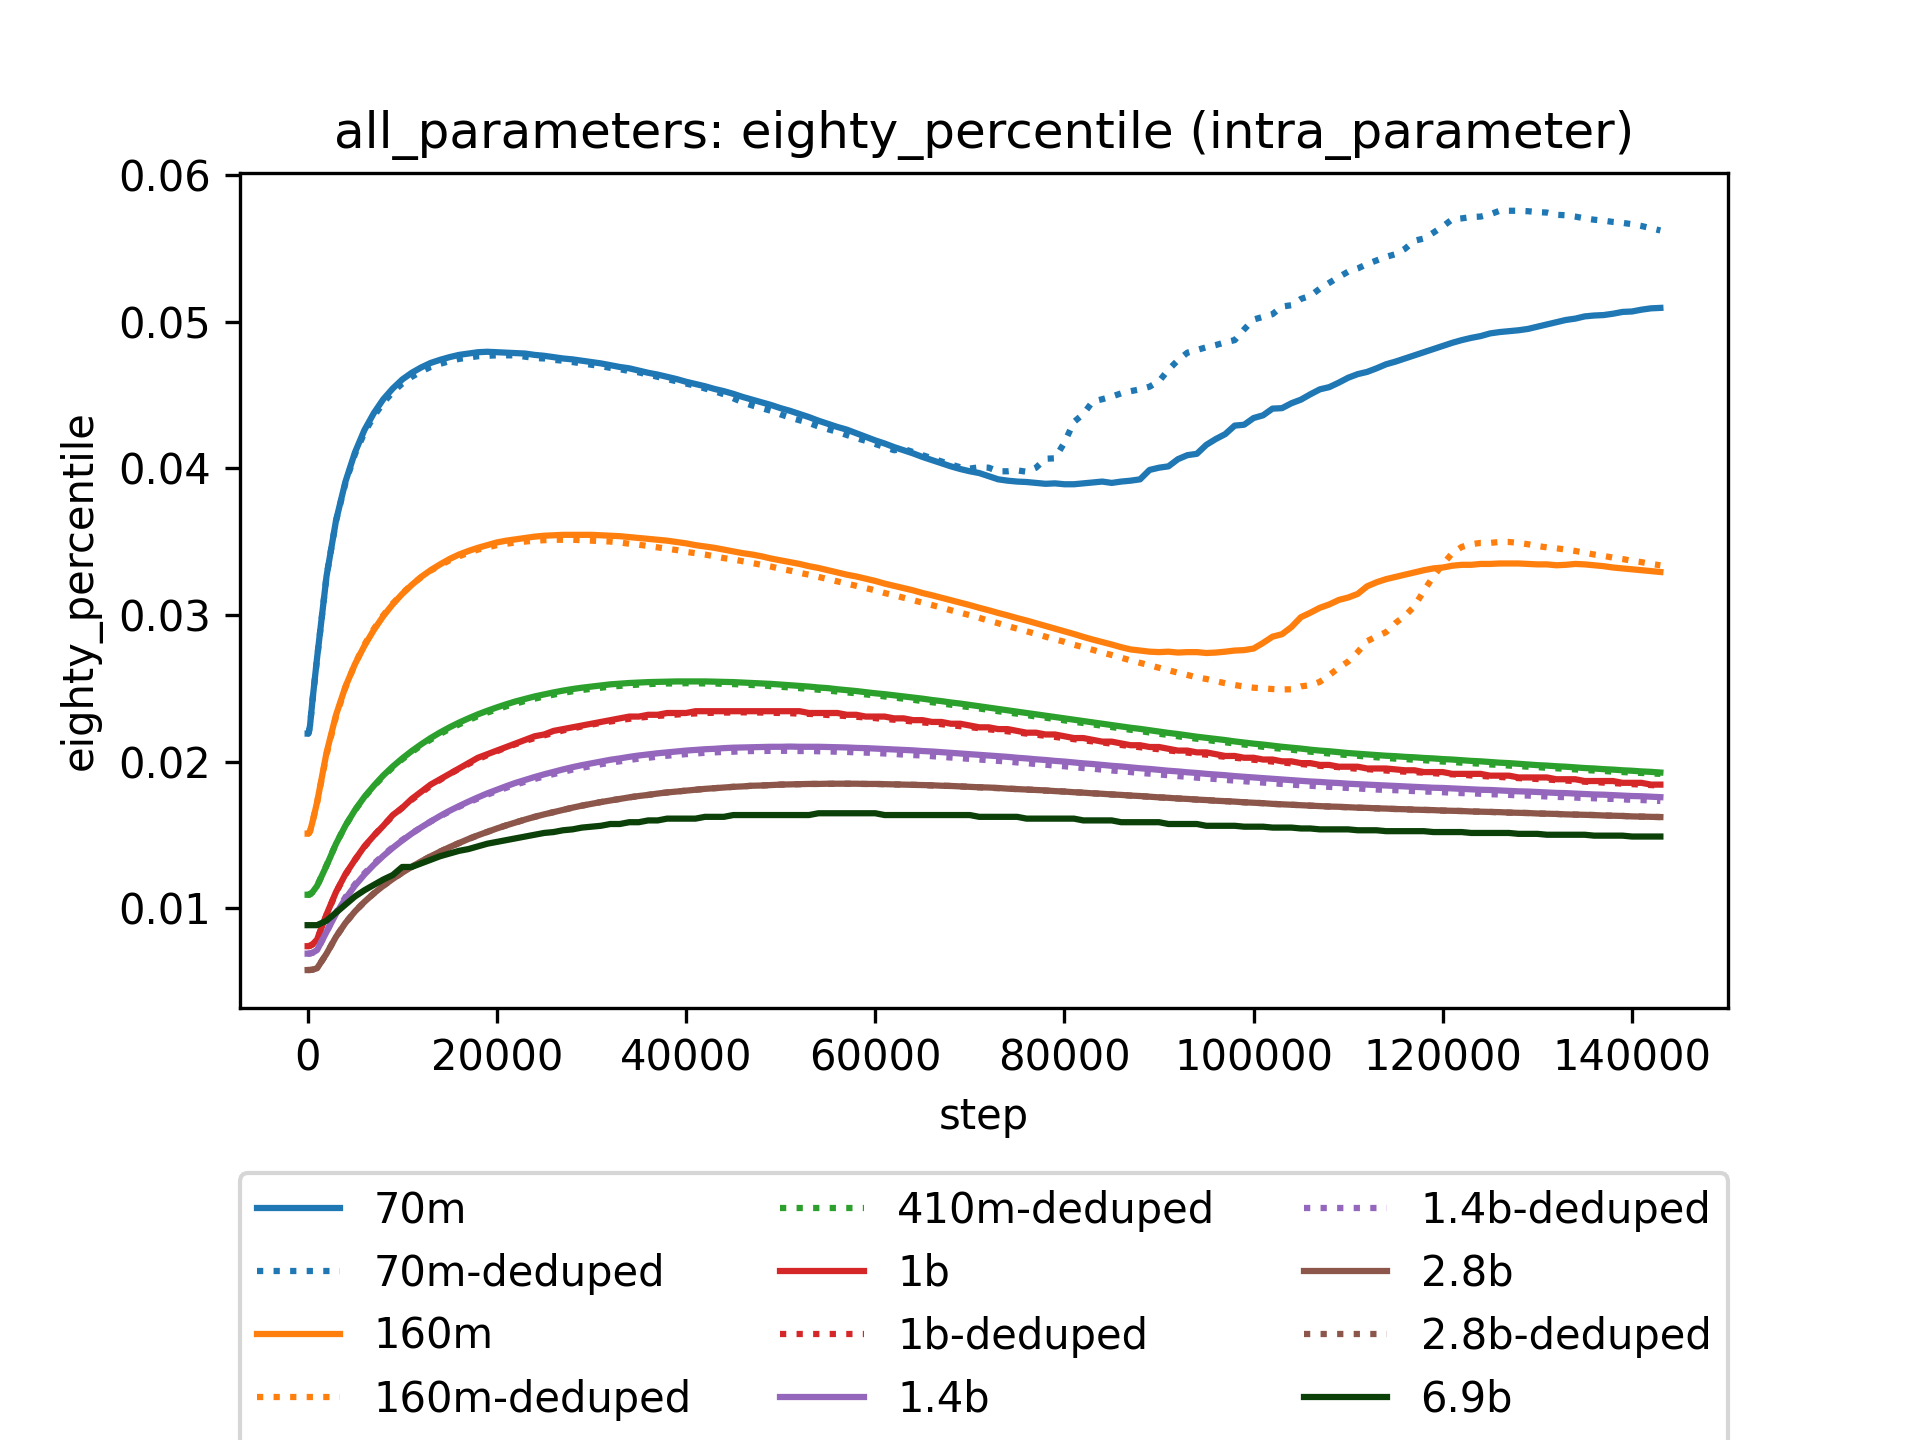 all_parameters: eighty_percentile (intra_parameter)
0.06
0.05
0.04
0.03
0.02
0.01
eighty_percentile
0 20000 40000 60000 80000 100000 120000 140000
step
70m 410m-deduped 1.4b-deduped
70m-deduped 1b 2.8b
160m 1b-deduped 2.8b-deduped
160m-deduped 1.4b 6.9b